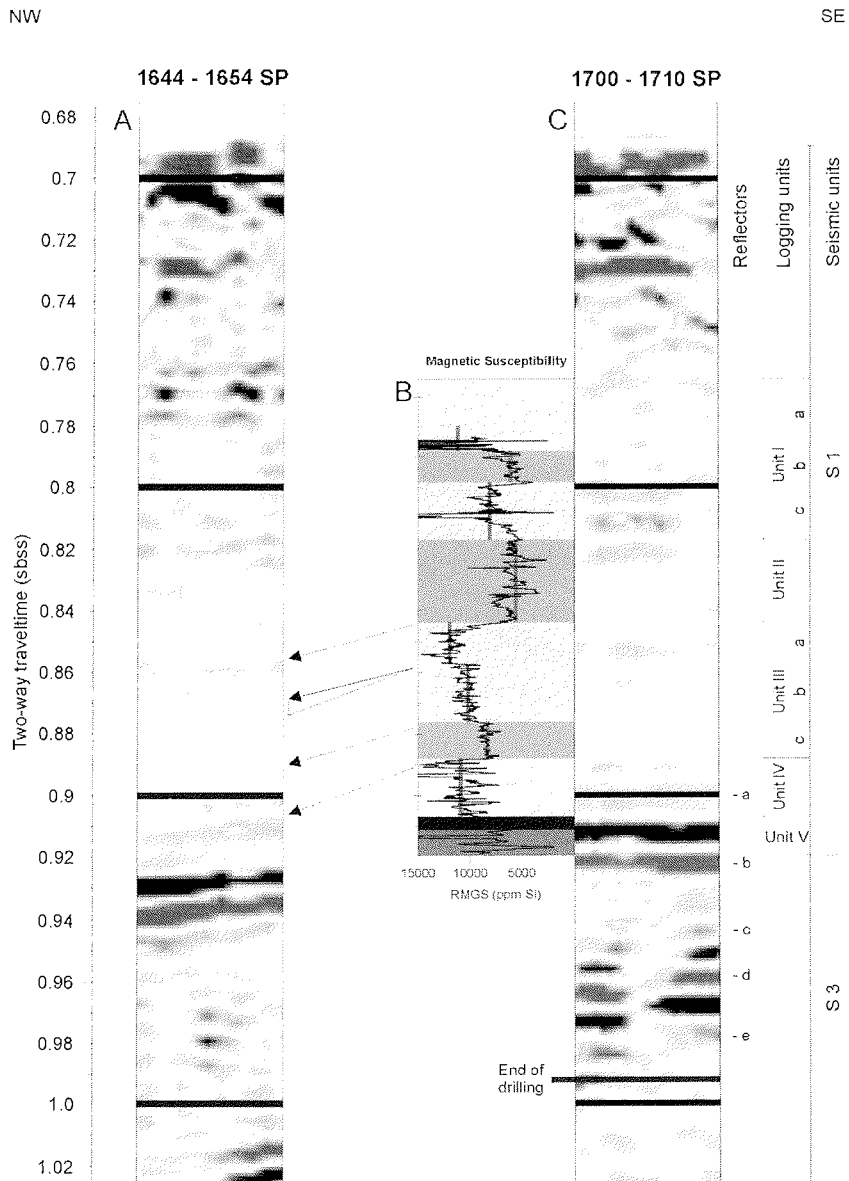 NW
SE
1644 - 1654 SP
1700 - 1710 SP
A
C
0.68
0.7
0.72
0.74
0.76
0.78
0.8
0.82
0.84
0.86
0.88
0.9
0.92
0.94
0.96
0.98
1.0
1.02
Two-way traveltime (sbss)
Magnetic Susceptibility
B
15000 10000 5000
RMGS (ppm SI)
Reflectors
Logging units
Seismic units
a
Unit I b
c
Unit II
a
Unit III b
c
Unit IV
Unit V
S 1
S 3
- a
- b
- c
- d
- e
End of
drilling